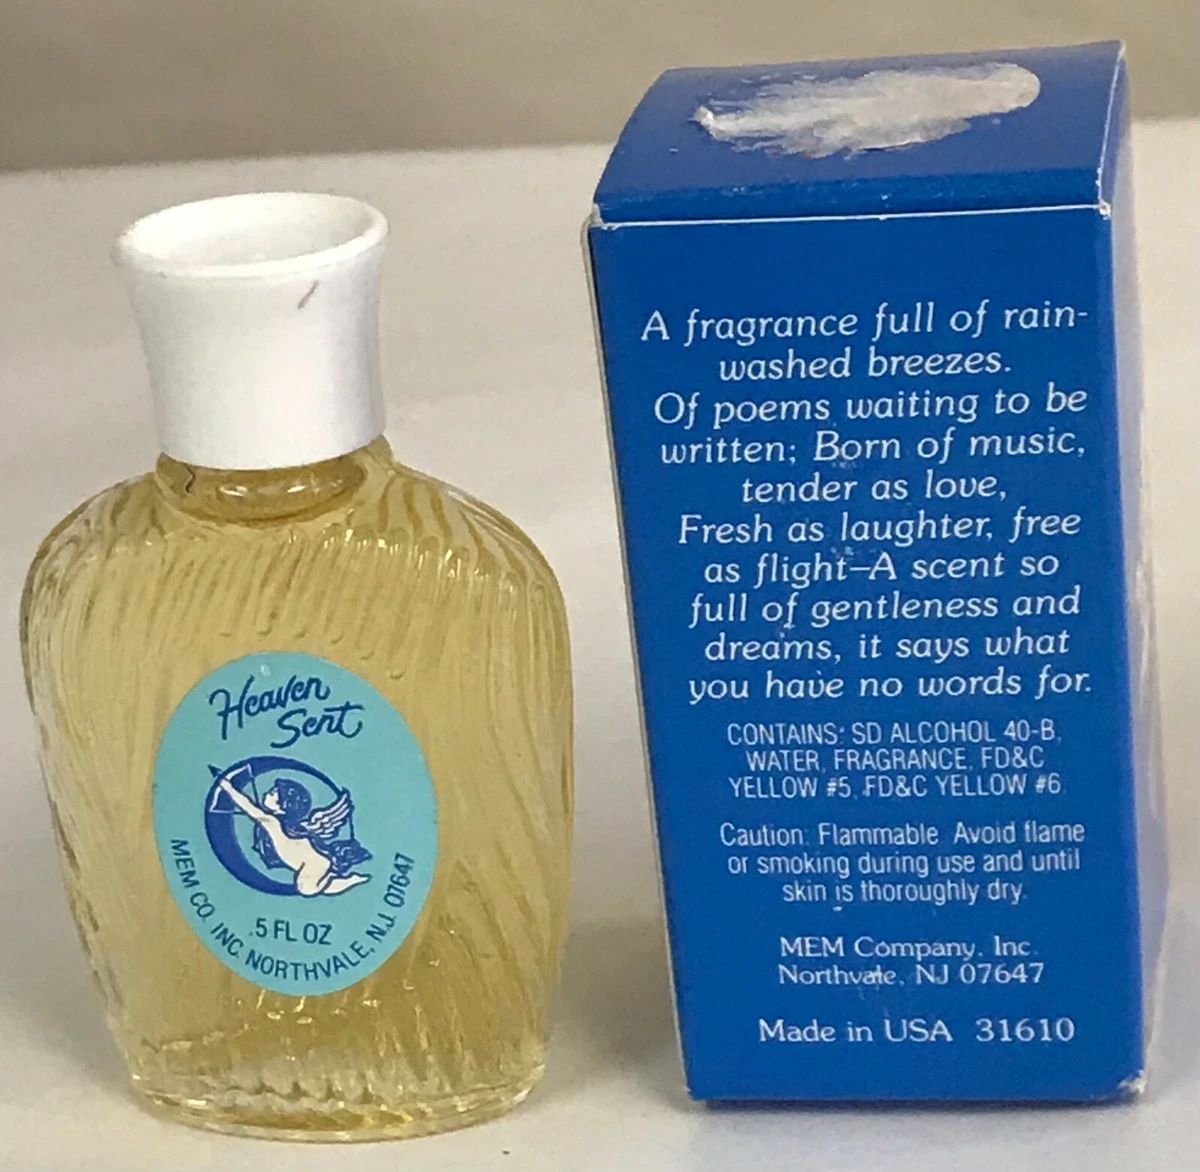 Heaven
Sent
.5 FL OZ
MEM CO. INC. NORTHVALE, N.J. 07647
A fragrance full of rain-
washed breezes.
Of poems waiting to be
written; Born of music,
tender as love,
Fresh as laughter, free
as flight—A scent so
full of gentleness and
dreams, it says what
you have no words for.
CONTAINS: SD ALCOHOL 40-B,
WATER, FRAGRANCE, FD&C
YELLOW #5, FD&C YELLOW #6.
Caution: Flammable. Avoid flame
or smoking during use and until
skin is thoroughly dry.
MEM Company, Inc.
Northvale, NJ 07647
Made in USA 31610